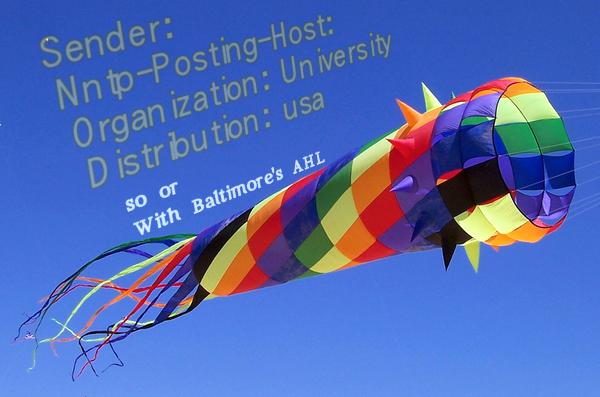 Sender:
Nntp-Posting-Host:
Organization: University
Distribution: usa
so or
With Baltimore's AHL